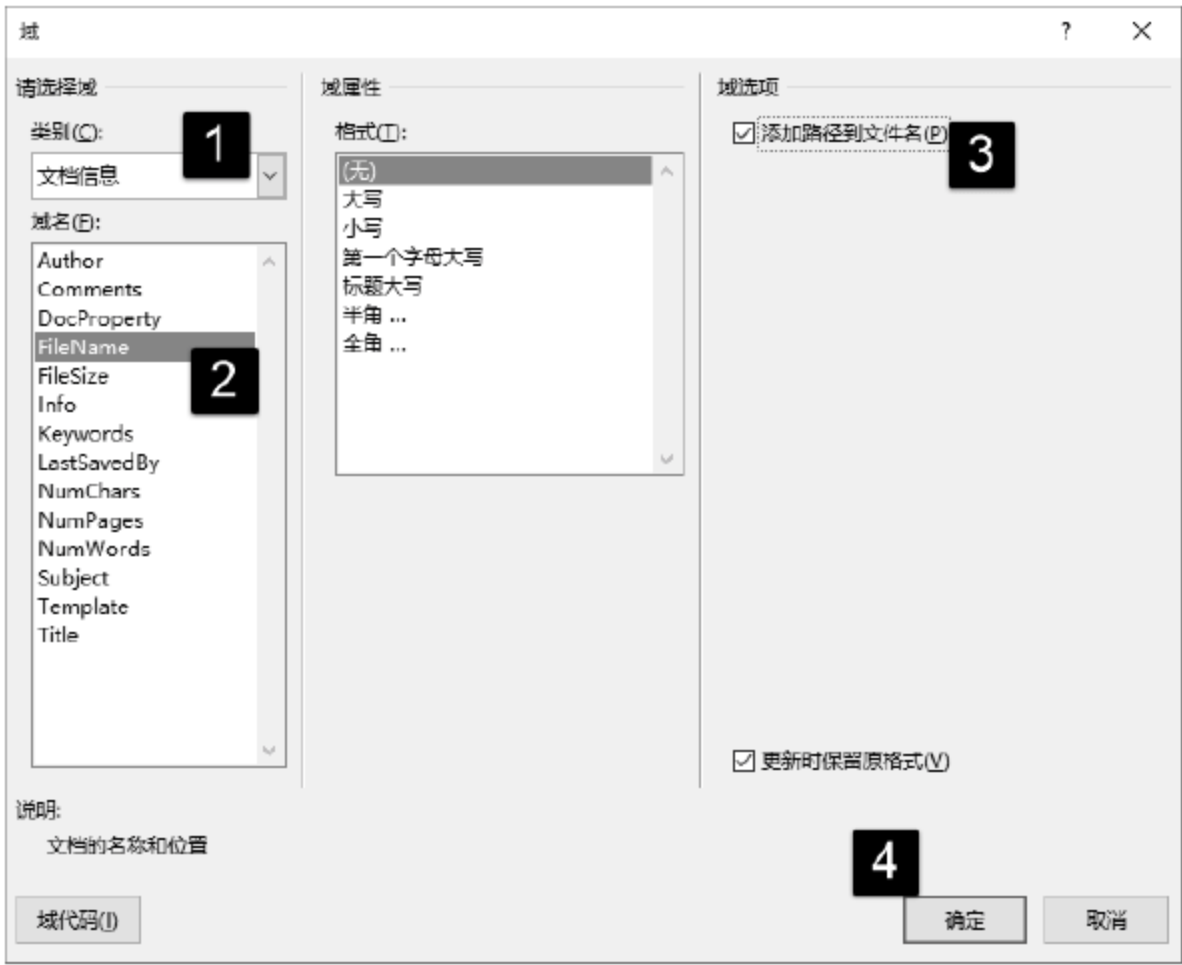 域
?
×
请选择域
类别(C):
1
文档信息
域名(F):
Author
Comments
DocProperty
FileName
2
FileSize
Info
Keywords
LastSavedBy
NumChars
NumPages
NumWords
Subject
Template
Title
域属性
格式(T):
(无)
大写
小写
第一个字母大写
标题大写
半角 ...
全角 ...
域选项
添加路径到文件名(P)
3
更新时保留原格式(V)
说明:
文档的名称和位置
4
域代码(I)
确定
取消